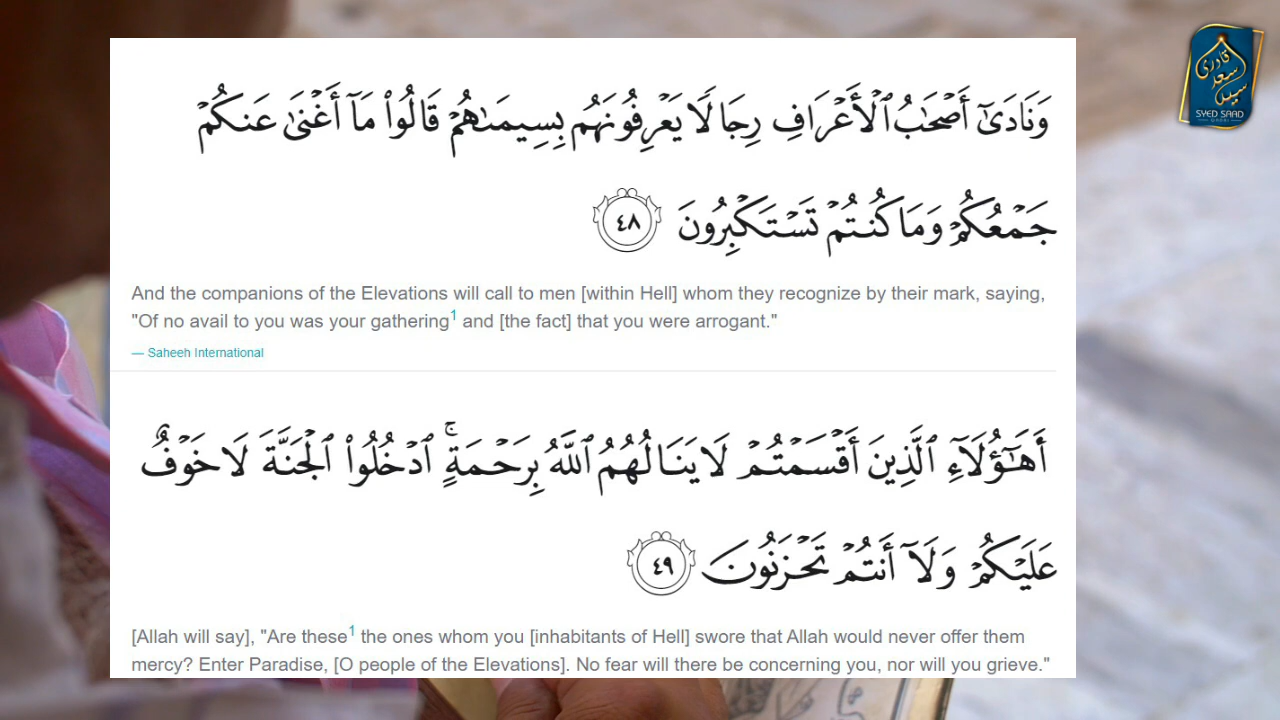 وَنَادَىٰٓ أَصْحَـٰبُ ٱلْأَعْرَافِ رِجَالًا يَعْرِفُونَهُم بِسِيمَىٰهُمْ قَالُوا۟ مَآ أَغْنَىٰ عَنكُمْ
جَمْعُكُمْ وَمَا كُنتُمْ تَسْتَكْبِرُونَ ٤٨
And the companions of the Elevations will call to men [within Hell] whom they recognize by their mark, saying,
"Of no avail to you was your gathering1 and [the fact] that you were arrogant."
— Saheeh International
أَهَـٰٓؤُلَآءِ ٱلَّذِينَ أَقْسَمْتُمْ لَا يَنَالُهُمُ ٱللَّهُ بِرَحْمَةٍ ۚ ٱدْخُلُوا۟ ٱلْجَنَّةَ لَا خَوْفٌ
عَلَيْكُمْ وَلَآ أَنتُمْ تَحْزَنُونَ ٤٩
[Allah will say], "Are these1 the ones whom you [inhabitants of Hell] swore that Allah would never offer them
mercy? Enter Paradise, [O people of the Elevations]. No fear will there be concerning you, nor will you grieve."
قادری
سعد
سید
SYED SAAD